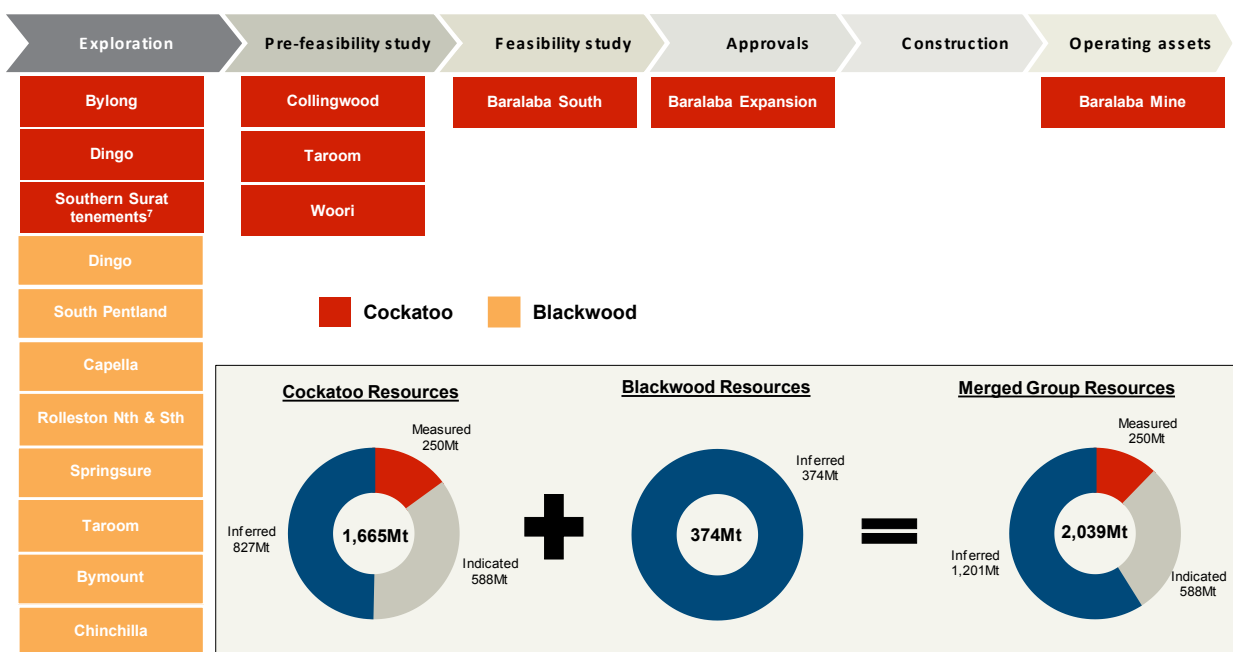 Exploration
Pre-feasibility study
Feasibility study
Approvals
Construction
Operating assets
Bylong
Collingwood
Baralaba South
Baralaba Expansion
Baralaba Mine
Dingo
Taroom
Southern Surat
tenements7
Woori
Dingo
South Pentland
Cockatoo
Blackwood
Capella
Rolleston Nth & Sth
Springsure
Taroom
Bymount
Chinchilla
Cockatoo Resources
Measured
250Mt
Inferred
827Mt
1,665Mt
Indicated
588Mt
Blackwood Resources
Inferred
374Mt
374Mt
Merged Group Resources
Measured
250Mt
2,039Mt
Inferred
1,201Mt
Indicated
588Mt